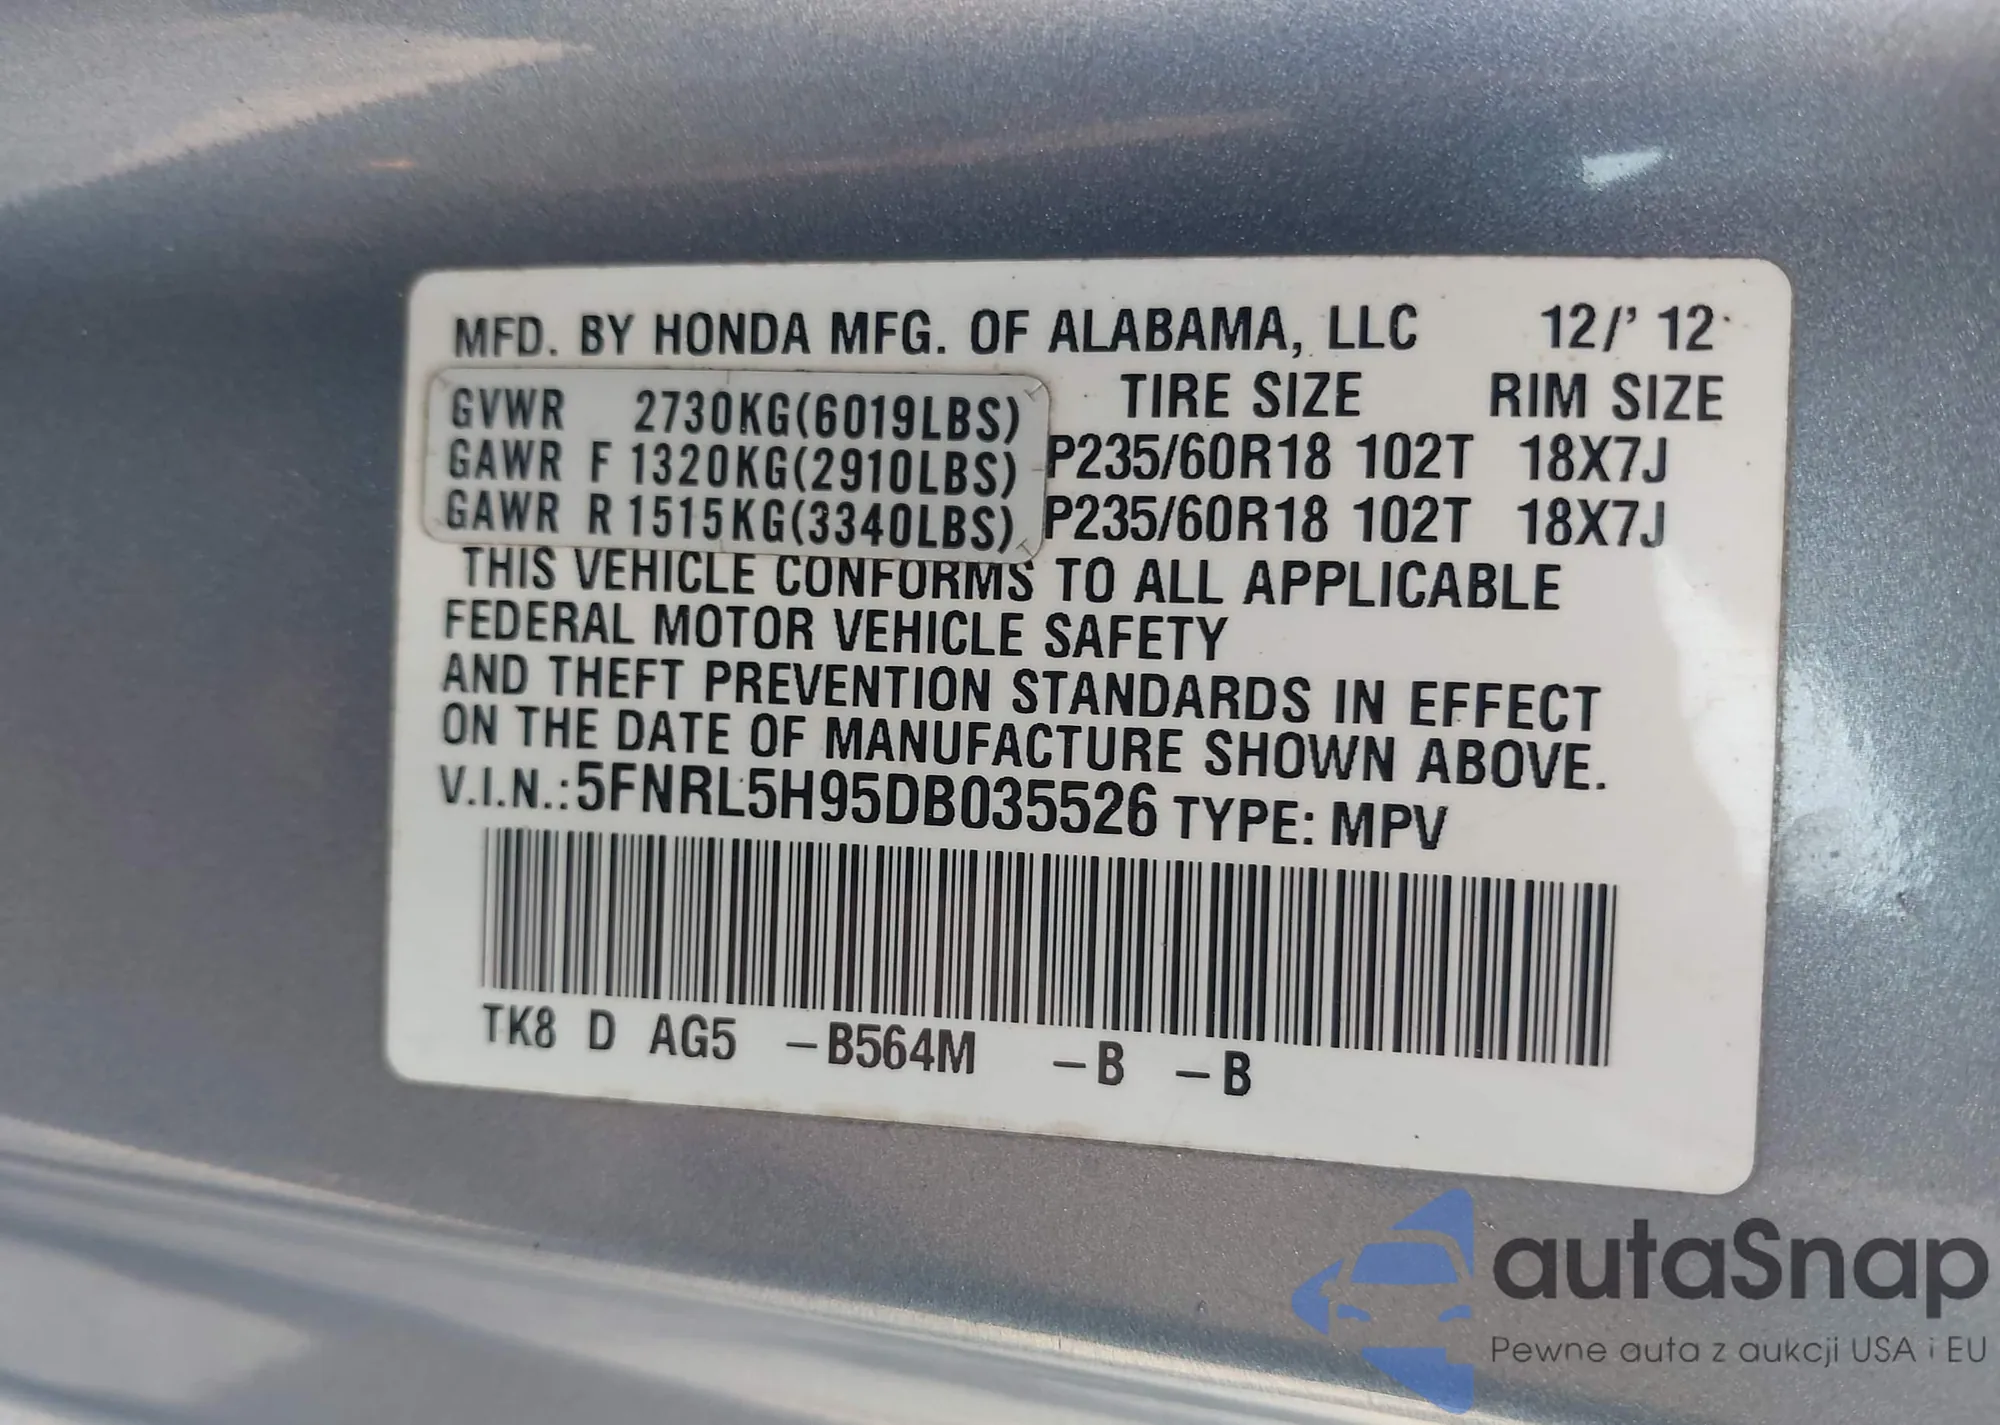 MFD. BY HONDA MFG. OF ALABAMA, LLC 12/' 12
TIRE SIZE RIM SIZE
GVWR 2730KG(6019LBS)
GAWR F 1320KG(2910LBS) P235/60R18 102T 18X7J
GAWR R 1515KG(3340LBS) P235/60R18 102T 18X7J
THIS VEHICLE CONFORMS TO ALL APPLICABLE
FEDERAL MOTOR VEHICLE SAFETY
AND THEFT PREVENTION STANDARDS IN EFFECT
ON THE DATE OF MANUFACTURE SHOWN ABOVE.
V.I.N.:5FNRL5H95DB035526 TYPE: MPV
TK8 D AG5 –B564M –B –B
autaSnap
Pewne auta z aukcji USA i EU